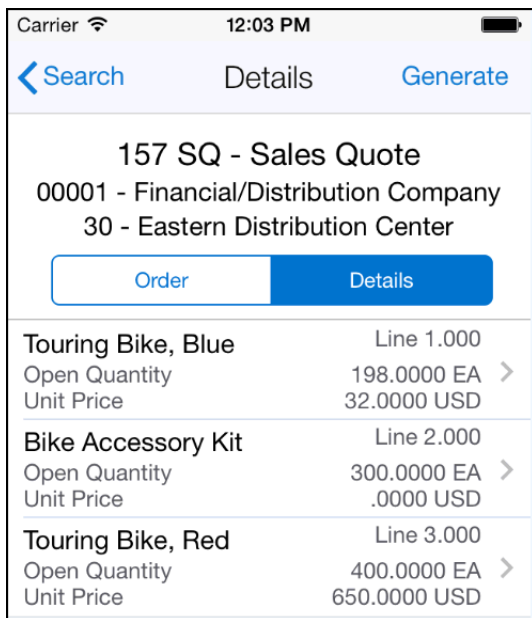 Carrier 12:03 PM
Search Details Generate
157 SQ - Sales Quote
00001 - Financial/Distribution Company
30 - Eastern Distribution Center
Order Details
Touring Bike, Blue Line 1.000
Open Quantity 198.0000 EA
Unit Price 32.0000 USD
Bike Accessory Kit Line 2.000
Open Quantity 300.0000 EA
Unit Price .0000 USD
Touring Bike, Red Line 3.000
Open Quantity 400.0000 EA
Unit Price 650.0000 USD